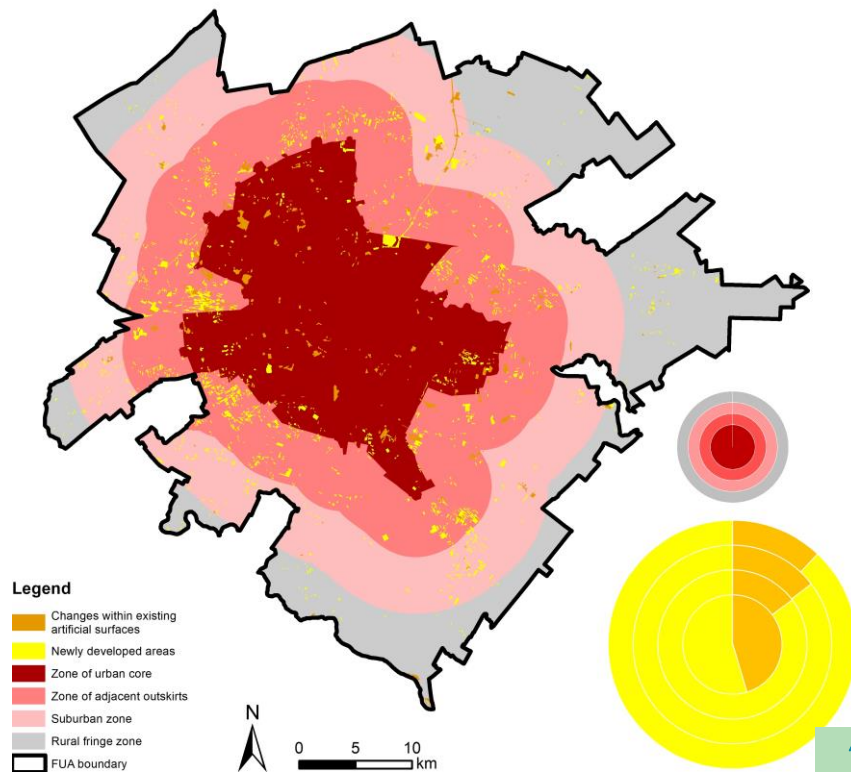 Legend
Changes within existing
artificial surfaces
Newly developed areas
Zone of urban core
Zone of adjacent outskirts
Suburban zone
Rural fringe zone
FUA boundary
N
0 5 10
km